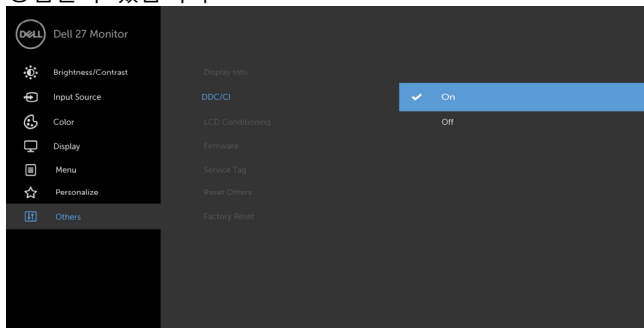 DELL Dell 27 Monitor
Brightness/Contrast
Display Info
Input Source
DDC/CI
On
Color
LCD Conditioning
Off
Display
Firmware
Menu
Service Tag
Personalize
Reset Others
Others
Factory Reset